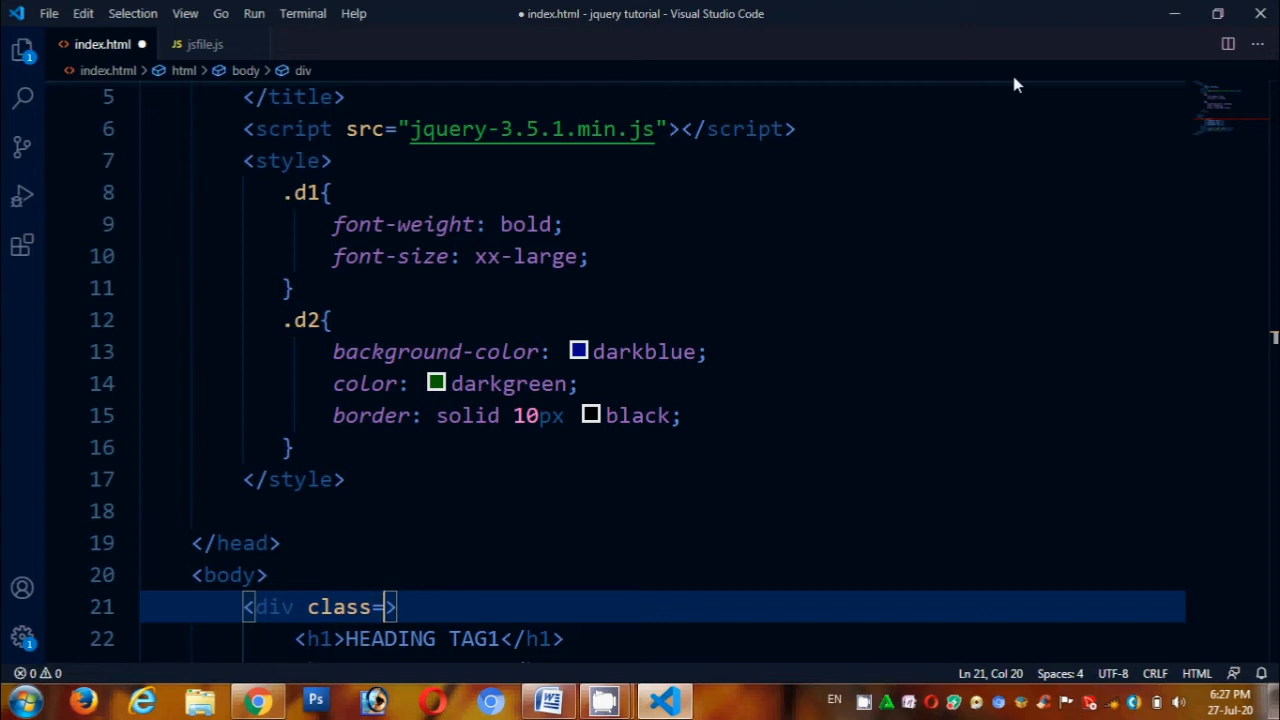 File Edit Selection View Go Run Terminal Help ● index.html - jquery tutorial - Visual Studio Code
index.html ● JS jsfile.js
index.html > html > body > div
5 </title>
6 <script src="jquery-3.5.1.min.js"></script>
7 <style>
8 .d1{
9 font-weight: bold;
10 font-size: xx-large;
11 }
12 .d2{
13 background-color: darkblue;
14 color: darkgreen;
15 border: solid 10px black;
16 }
17 </style>
18
19 </head>
20 <body>
21 <div class=>
22 <h1>HEADING TAG1</h1>
1
1
0 0
Ln 21, Col 20 Spaces: 4 UTF-8 CRLF HTML
Ps
EN
6:27 PM
27-Jul-20